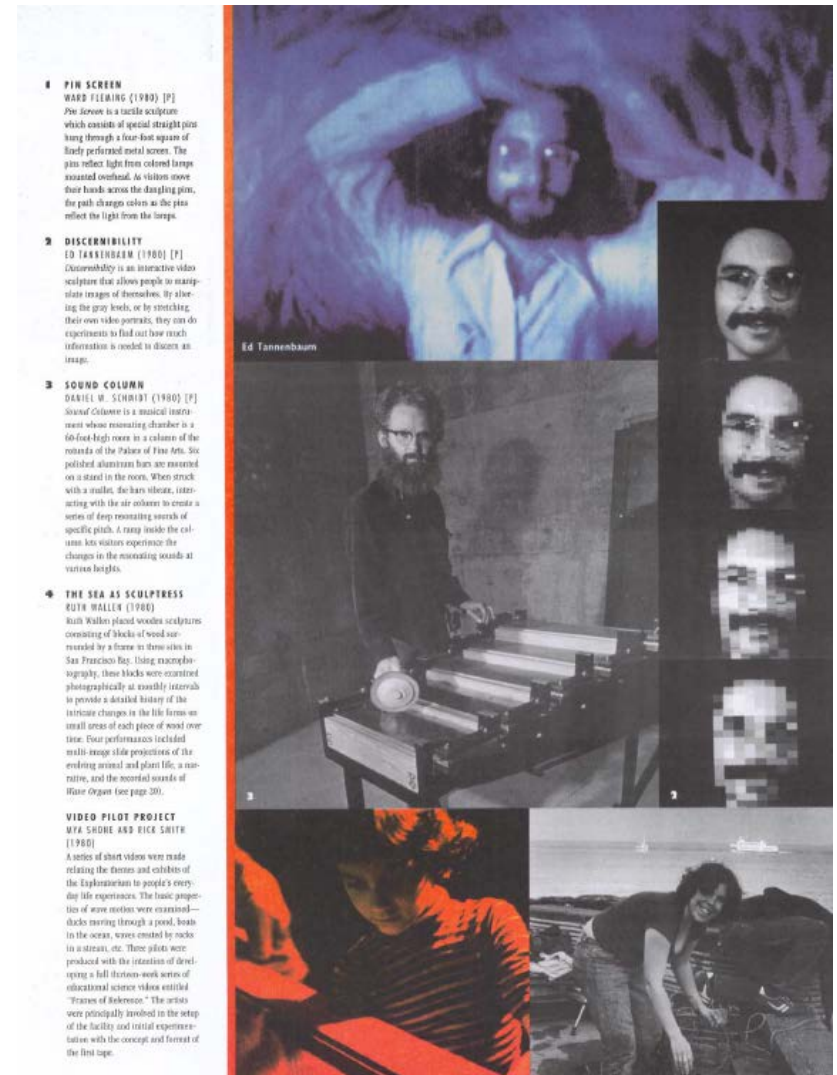 1 PIN SCREEN
WARD FLEMING (1980) [P]
Pin Screen is a tactile sculpture
which consists of special straight pins
hung through a four-foot square of
finely perforated metal screen. The
pins reflect light from colored lamps
mounted overhead. As visitors move
their hands across the dangling pins,
the path changes colors as the pins
reflect the light from the lamps.
2 DISCERNIBILITY
ED TANNENBAUM (1980) [P]
Discernibility is an interactive video
sculpture that allows people to manip-
ulate images of themselves. By alter-
ing the gray levels, or by stretching
their own video portraits, they can do
experiments to find out how much
information is needed to discern an
image.
3 SOUND COLUMN
DANIEL W. SCHMIDT (1980) [P]
Sound Column is a musical instru-
ment whose resonating chamber is a
60-foot-high room in a column of the
rotunda of the Palace of Fine Arts. Six
polished aluminum bars are mounted
on a stand in the room. When struck
with a mallet, the bars vibrate, inter-
acting with the air column to create a
series of deep resonating sounds of
specific pitch. A ramp inside the col-
umn lets visitors experience the
changes in the resonating sounds at
various heights.
4 THE SEA AS SCULPTRESS
RUTH WALLEN (1980)
Ruth Wallen placed wooden sculptures
consisting of blocks of wood sur-
rounded by a frame in three sites in
San Francisco Bay. Using macropho-
tography, these blocks were examined
photographically at monthly intervals
to provide a detailed history of the
intricate changes in the life forms on
small areas of each piece of wood over
time. Four performances included
multi-image slide projections of the
evolving animal and plant life, a nar-
rative, and the recorded sounds of
Wave Organ (see page 20).
VIDEO PILOT PROJECT
MYA SHONE AND RICK SMITH
(1980)
A series of short videos were made
relating the themes and exhibits of
the Exploratorium to people's every-
day life experiences. The basic proper-
ties of wave motion were examined—
ducks moving through a pond, boats
in the ocean, waves created by rocks
in a stream, etc. Three pilots were
produced with the intention of devel-
oping a full thirteen-week series of
educational science videos entitled
"Frames of Reference." The artists
were principally involved in the setup
of the facility and initial experimen-
tation with the concept and format of
the first tape.
Ed Tannenbaum
3
2